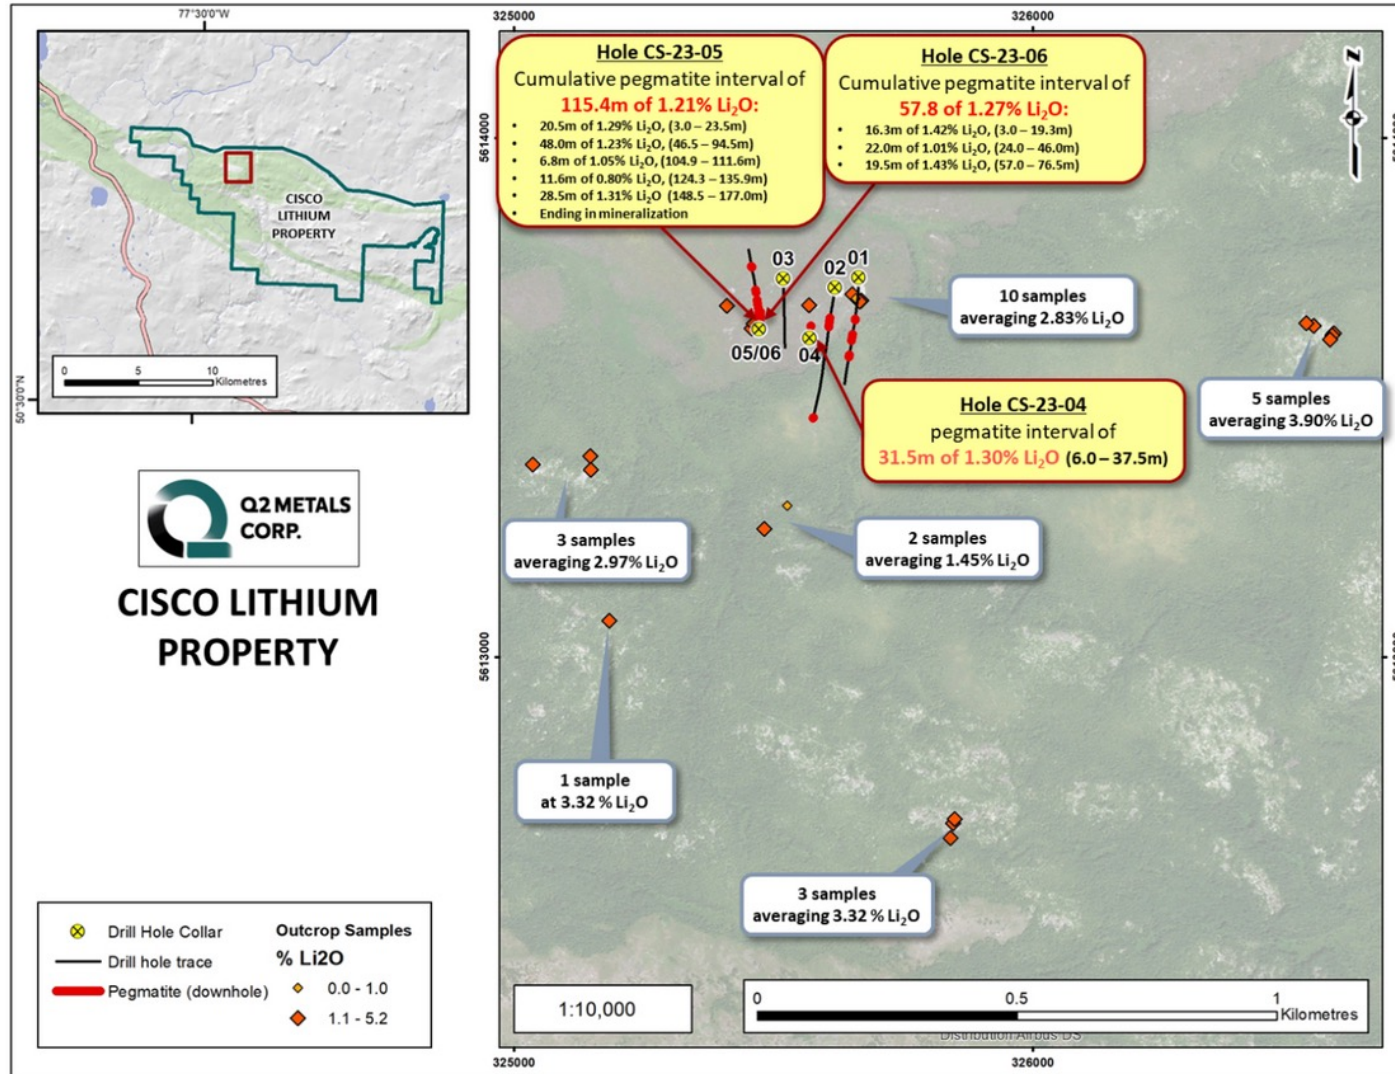 77°30'0"W
50°30'0"N
CISCO
LITHIUM
PROPERTY
0 5 10
Kilometres
Q2 METALS
CORP.
CISCO LITHIUM
PROPERTY
Drill Hole Collar
Drill hole trace
Pegmatite (downhole)
Outcrop Samples
% Li2O
0.0 - 1.0
1.1 - 5.2
325000
326000
5614000
5613000
Hole CS-23-05
Cumulative pegmatite interval of
115.4m of 1.21% Li₂O:
• 20.5m of 1.29% Li₂O, (3.0 – 23.5m)
• 48.0m of 1.23% Li₂O, (46.5 – 94.5m)
• 6.8m of 1.05% Li₂O, (104.9 – 111.6m)
• 11.6m of 0.80% Li₂O, (124.3 – 135.9m)
• 28.5m of 1.31% Li₂O (148.5 – 177.0m)
• Ending in mineralization
Hole CS-23-06
Cumulative pegmatite interval of
57.8 of 1.27% Li₂O:
• 16.3m of 1.42% Li₂O, (3.0 – 19.3m)
• 22.0m of 1.01% Li₂O, (24.0 – 46.0m)
• 19.5m of 1.43% Li₂O, (57.0 – 76.5m)
Z
03
02
01
05/06
04
10 samples
averaging 2.83% Li₂O
5 samples
averaging 3.90% Li₂O
Hole CS-23-04
pegmatite interval of
31.5m of 1.30% Li₂O (6.0 – 37.5m)
3 samples
averaging 2.97% Li₂O
2 samples
averaging 1.45% Li₂O
1 sample
at 3.32 % Li₂O
3 samples
averaging 3.32 % Li₂O
1:10,000
0 0.5 1
Kilometres
Distribution Airbus DS
325000
326000